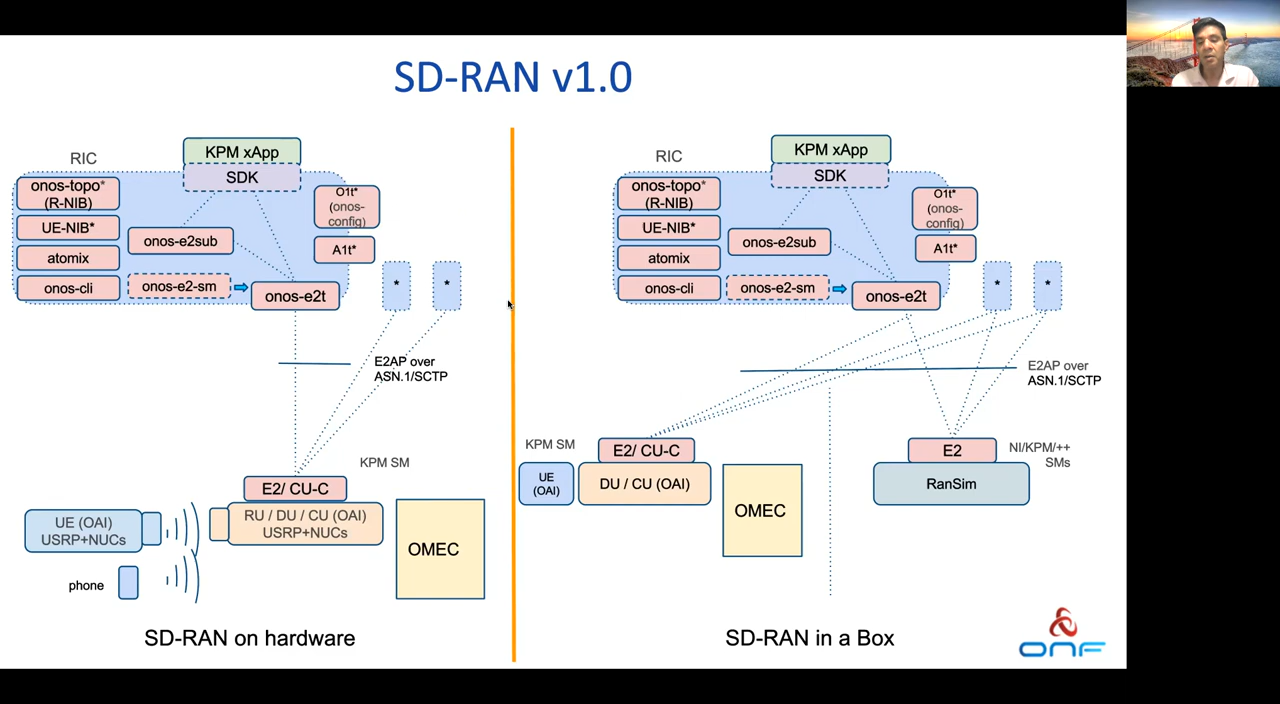 SD-RAN v1.0
RIC
KPM xApp
SDK
onos-topo*
(R-NIB)
UE-NIB*
atomix
onos-cli
onos-e2sub
onos-e2-sm
onos-e2t
O1t*
(onos-
config)
A1t*
*
*
E2AP over
ASN.1/SCTP
KPM SM
E2/ CU-C
RU / DU / CU (OAI)
USRP+NUCs
UE (OAI)
USRP+NUCs
phone
OMEC
SD-RAN on hardware
RIC
KPM xApp
SDK
onos-topo*
(R-NIB)
UE-NIB*
atomix
onos-cli
onos-e2sub
onos-e2-sm
onos-e2t
O1t*
(onos-
config)
A1t*
*
*
E2AP over
ASN.1/SCTP
KPM SM
E2/ CU-C
UE
(OAI)
DU / CU (OAI)
OMEC
E2
NI/KPM/++
SMs
RanSim
SD-RAN in a Box
ONF